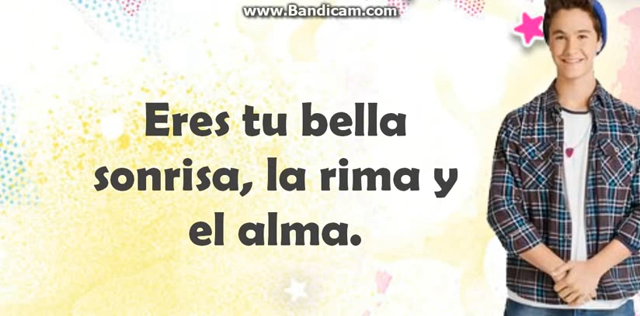 www.Bandicam.com
Eres tu bella
sonrisa, la rima y
el alma.